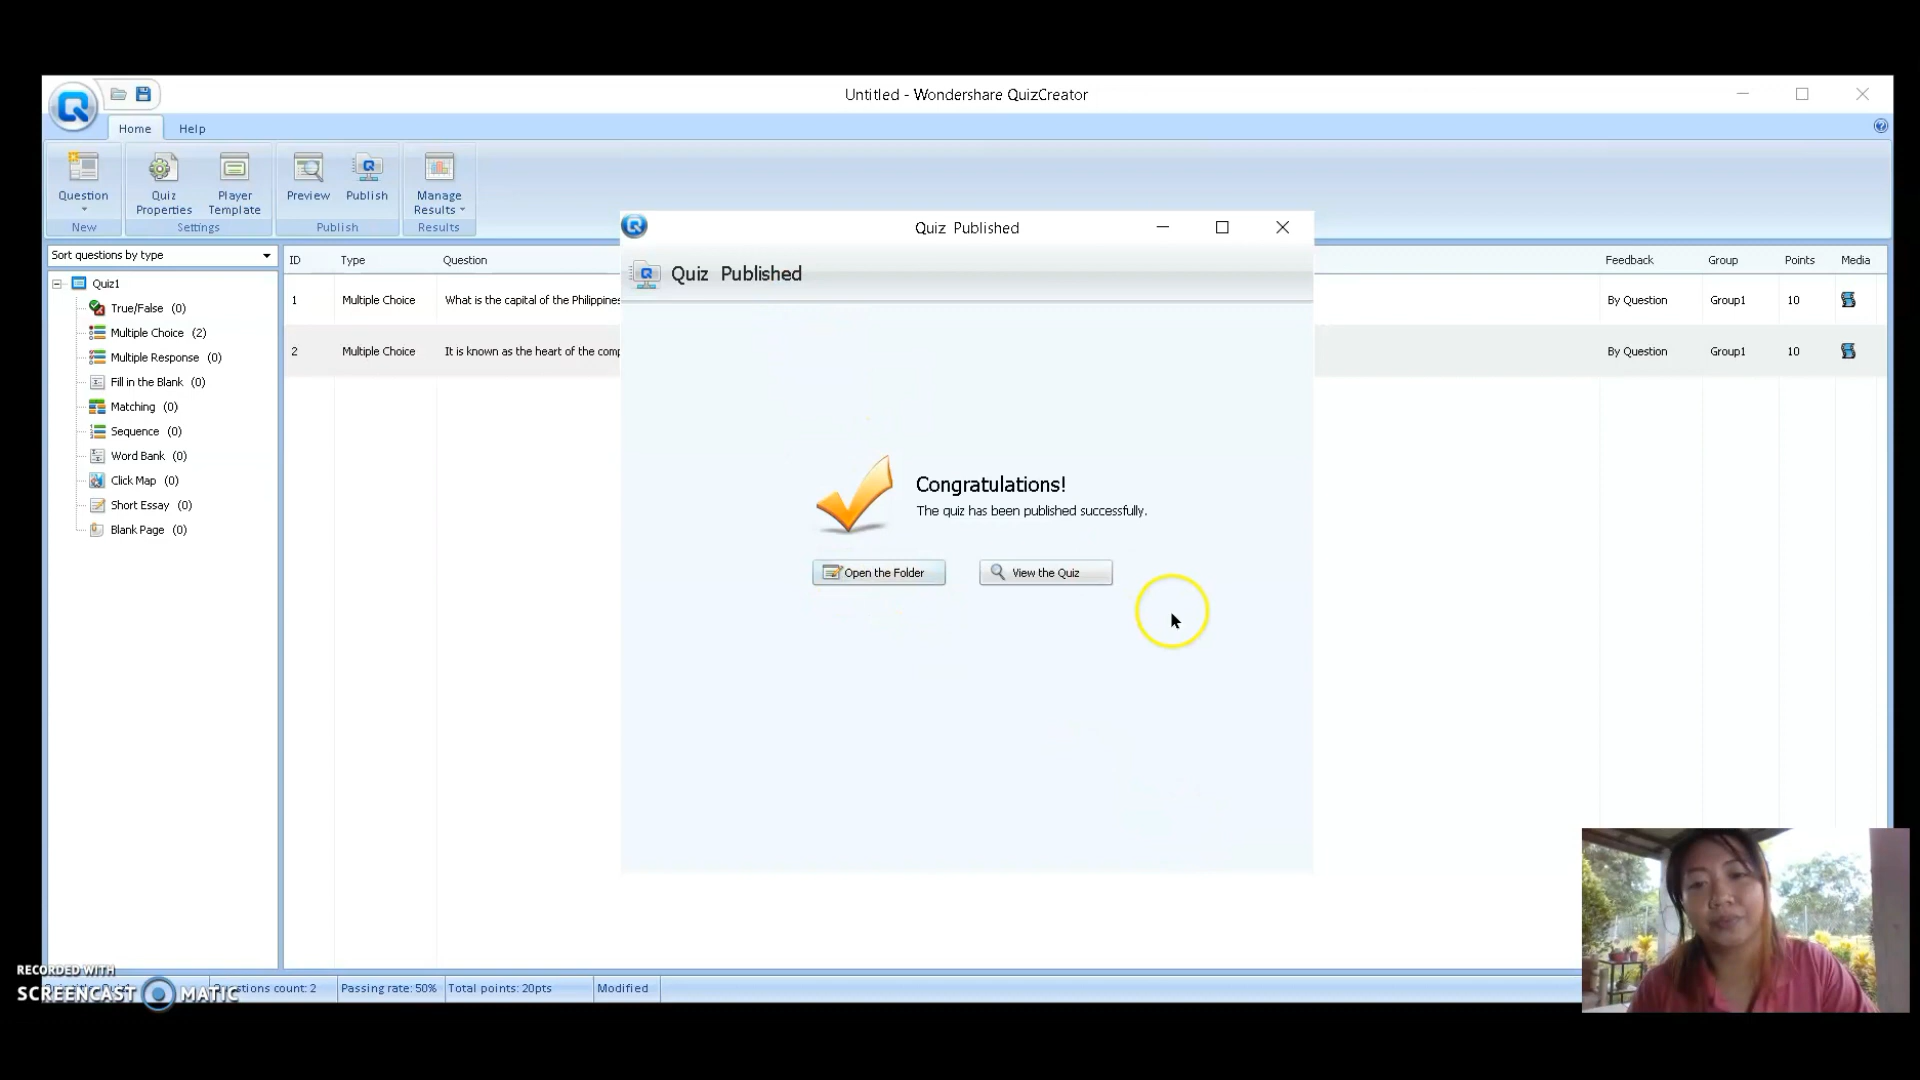 Untitled - Wondershare QuizCreator
Home Help
Question
Quiz Properties
Player Template
Preview
Publish
Manage Results
New
Settings
Publish
Results
Sort questions by type
Quiz1
True/False (0)
Multiple Choice (2)
Multiple Response (0)
Fill in the Blank (0)
Matching (0)
Sequence (0)
Word Bank (0)
Click Map (0)
Short Essay (0)
Blank Page (0)
ID Type Question Feedback Group Points Media
1 Multiple Choice What is the capital of the Philippines By Question Group1 10
2 Multiple Choice It is known as the heart of the comp By Question Group1 10
Quiz Published
Quiz Published
Congratulations!
The quiz has been published successfully.
Open the Folder
View the Quiz
RECORDED WITH
SCREENCAST MATIC
stions count: 2 Passing rate: 50% Total points: 20pts Modified